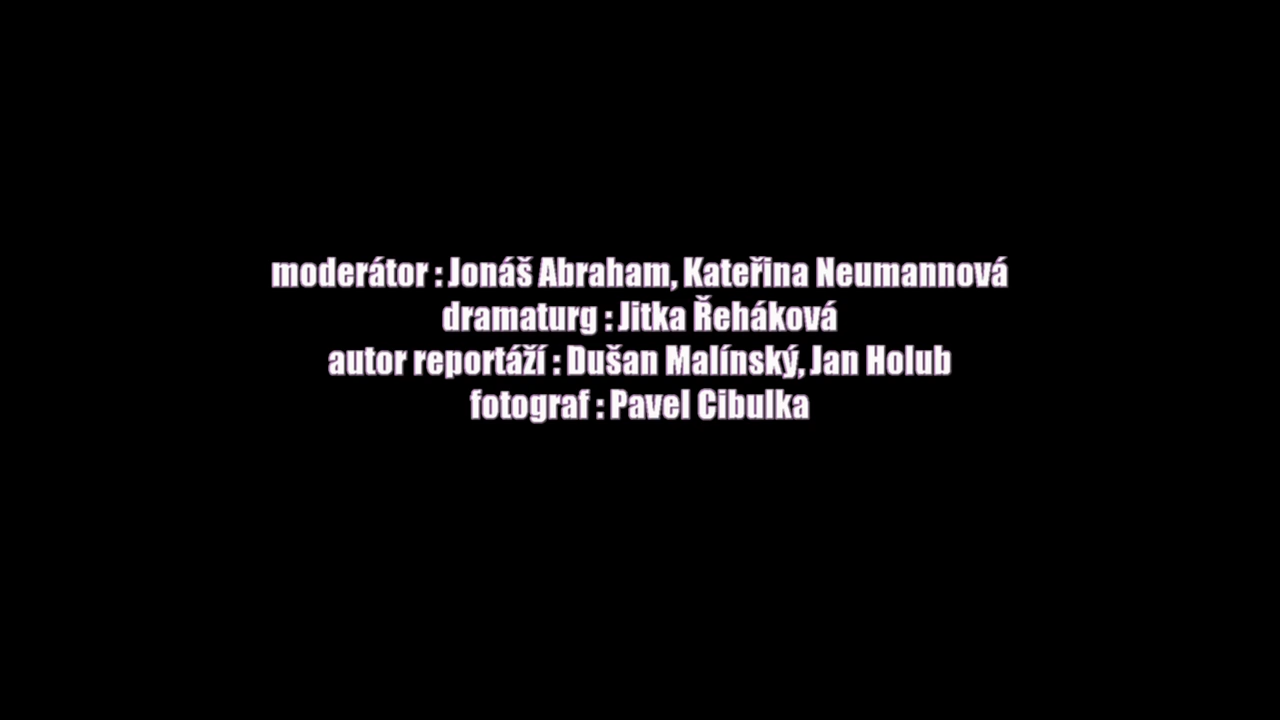 moderátor : Jonáš Abraham, Kateřina Neumannová
dramaturg : Jitka Řeháková
autor reportáží : Dušan Malínský, Jan Holub
fotograf : Pavel Cibulka